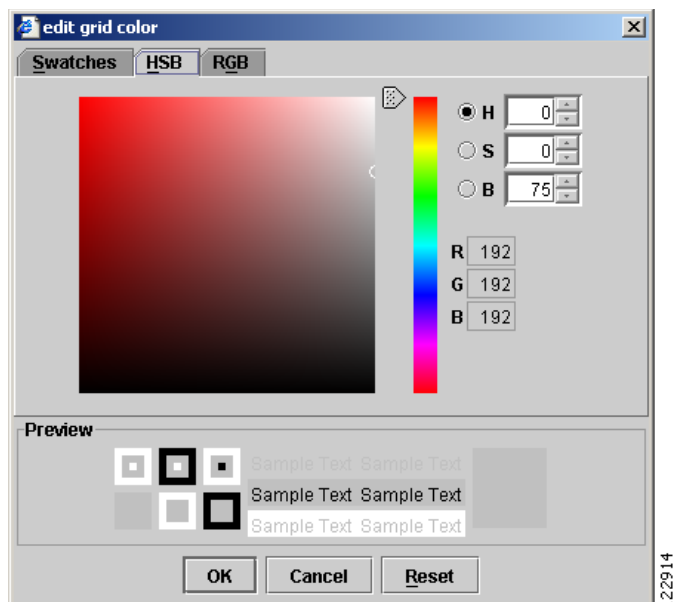 edit grid color
Swatches HSB RGB
H 0
S 0
B 75
R 192
G 192
B 192
Preview
Sample Text Sample Text
Sample Text Sample Text
Sample Text Sample Text
OK Cancel Reset
22914